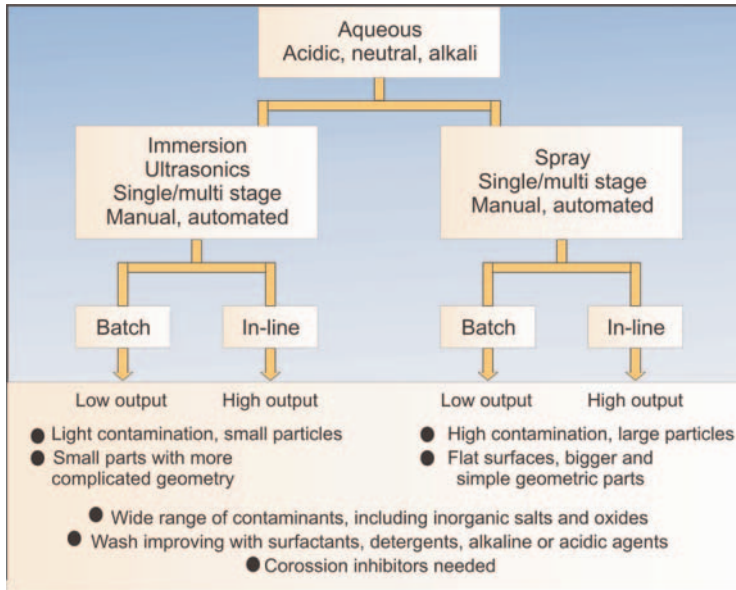 Aqueous
Acidic, neutral, alkali
Immersion
Ultrasonics
Single/multi stage
Manual, automated
Spray
Single/multi stage
Manual, automated
Batch
In-line
Batch
In-line
Low output
High output
Low output
High output
● Light contamination, small particles
● Small parts with more
complicated geometry
● High contamination, large particles
● Flat surfaces, bigger and
simple geometric parts
● Wide range of contaminants, including inorganic salts and oxides
● Wash improving with surfactants, detergents, alkaline or acidic agents
● Corossion inhibitors needed